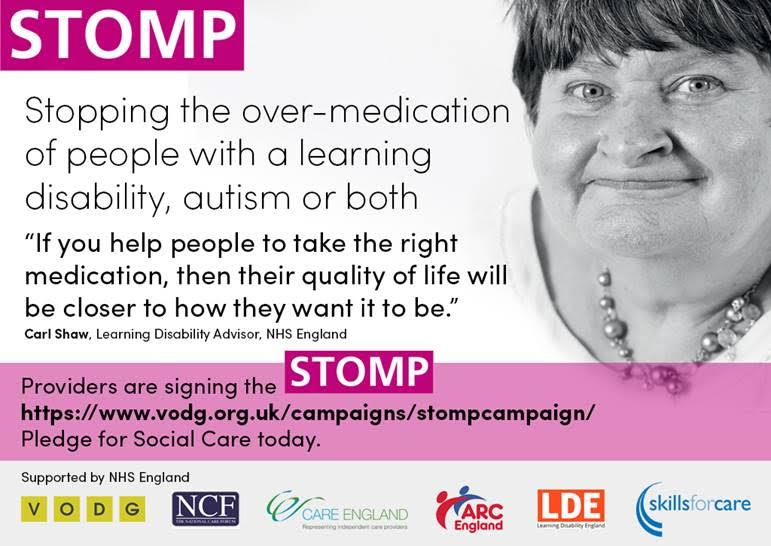 STOMP
Stopping the over-medication
of people with a learning
disability, autism or both
“If you help people to take the right
medication, then their quality of life will
be closer to how they want it to be.”
Carl Shaw, Learning Disability Advisor, NHS England
Providers are signing the STOMP
https://www.vodg.org.uk/campaigns/stompcampaign/
Pledge for Social Care today.
Supported by NHS England
VODG
NCF
THE NATIONAL CARE FORUM
CARE ENGLAND
Representing independent care providers
ARC
England
LDE
Learning Disability England
skillsforcare